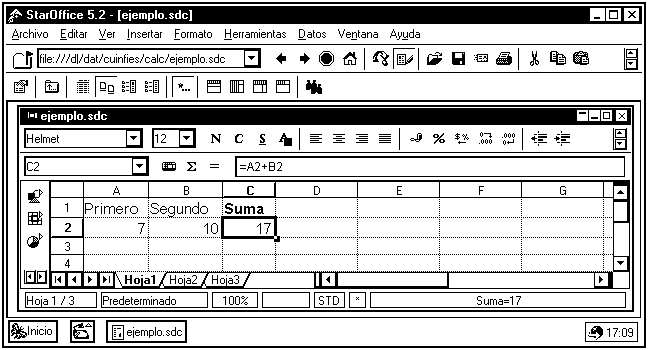 StarOffice 5.2 - [ejemplo.sdc]
Archivo Editar Ver Insertar Formato Herramientas Datos Ventana Ayuda
file:///d|/dat/cuinfies/calc/ejemplo.sdc
*...
ejemplo.sdc
Helmet 12 N C S A % $%
C2 Σ = =A2+B2
A B C D E F G
1 Primero Segundo Suma
2 7 10 17
3
4
Hoja1 Hoja2 Hoja3
Hoja 1 / 3 Predeterminado 100% STD * Suma=17
Inicio ejemplo.sdc 17:09